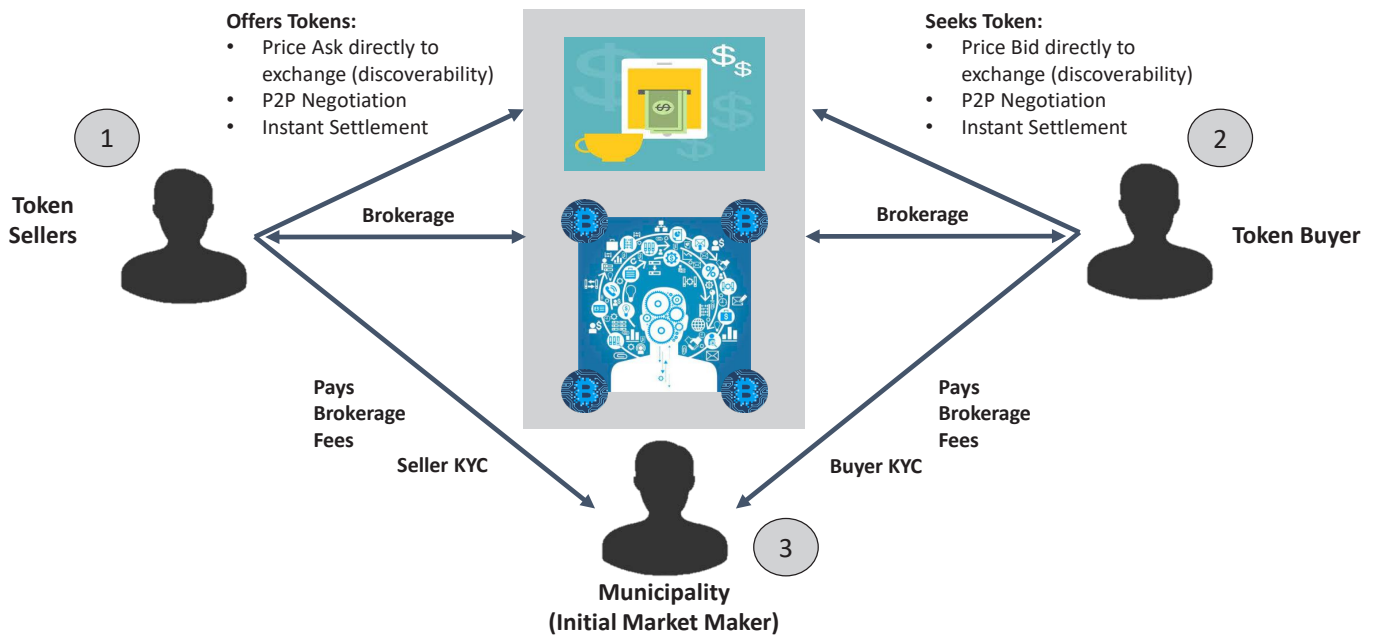 Offers Tokens:
• Price Ask directly to
exchange (discoverability)
• P2P Negotiation
• Instant Settlement
Seeks Token:
• Price Bid directly to
exchange (discoverability)
• P2P Negotiation
• Instant Settlement
1
2
Token
Sellers
Brokerage
Brokerage
Token Buyer
Pays
Brokerage
Fees
Seller KYC
Pays
Brokerage
Fees
Buyer KYC
3
Municipality
(Initial Market Maker)